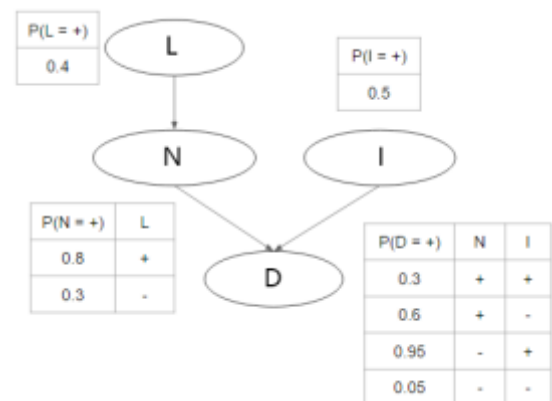 P(L = +)
0.4
L
P(I = +)
0.5
N
I
P(N = +) L
0.8 +
0.3 -
D
P(D = +) N I
0.3 + +
0.6 + -
0.95 - +
0.05 - -